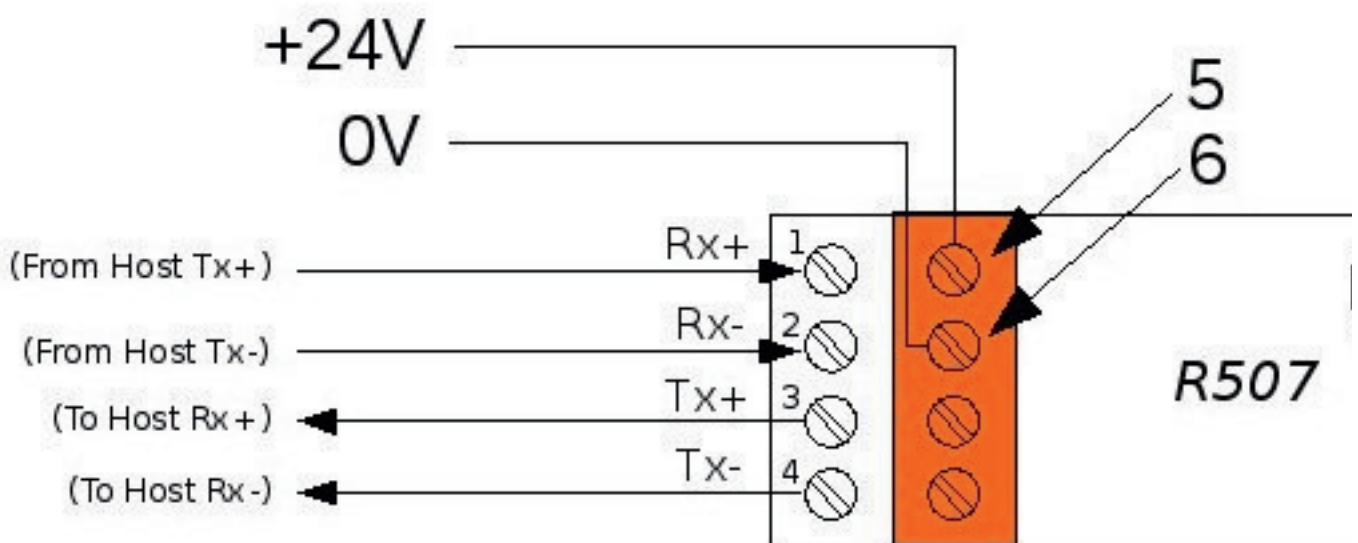 +24V
0V
5
6
(From Host Tx+)
Rx+
1
(From Host Tx-)
Rx-
2
(To Host Rx+)
Tx+
3
(To Host Rx-)
Tx-
4
R507